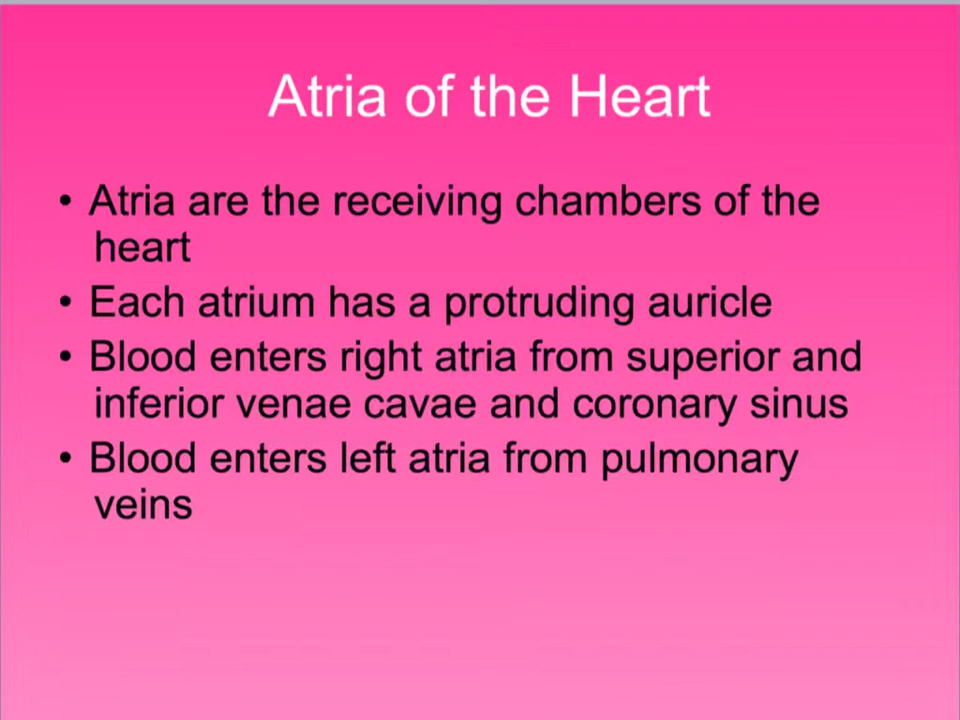 Atria of the Heart
• Atria are the receiving chambers of the
heart
• Each atrium has a protruding auricle
• Blood enters right atria from superior and
inferior venae cavae and coronary sinus
• Blood enters left atria from pulmonary
veins